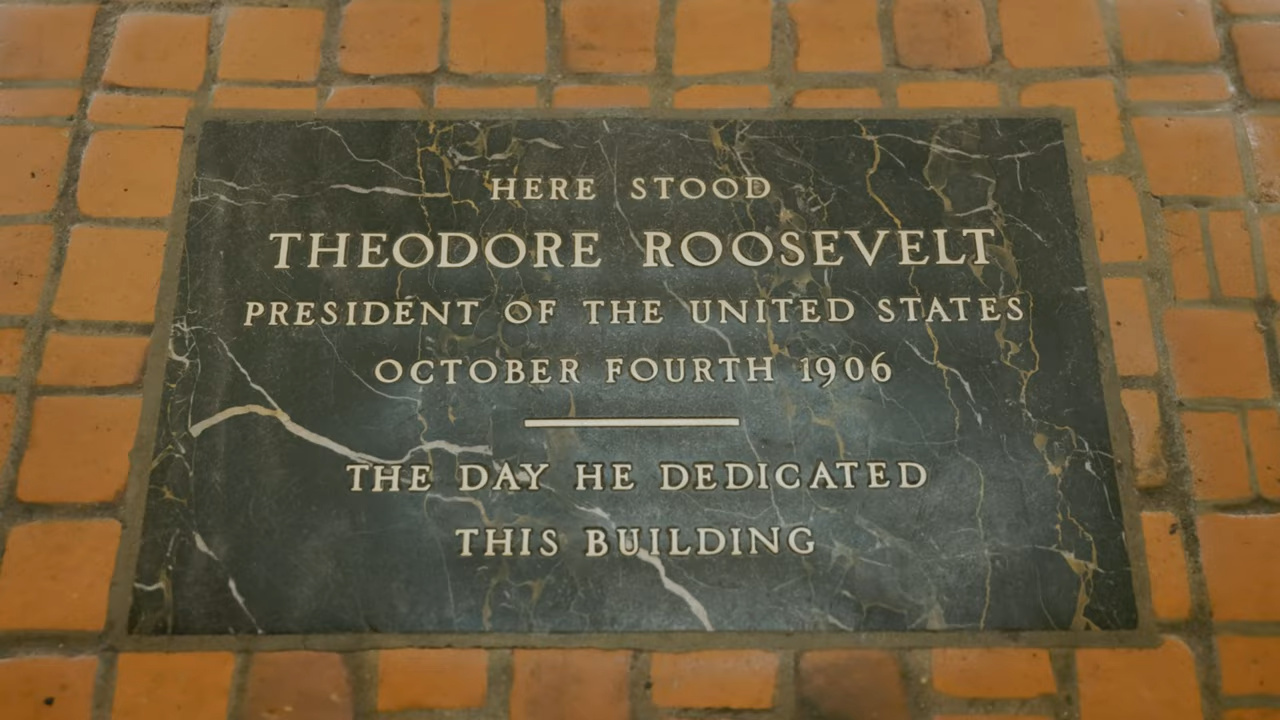 HERE STOOD
THEODORE ROOSEVELT
PRESIDENT OF THE UNITED STATES
OCTOBER FOURTH 1906
THE DAY HE DEDICATED
THIS BUILDING